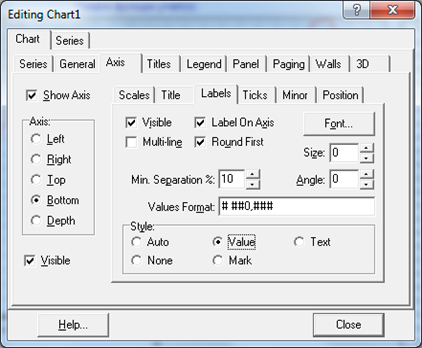 Editing Chart1
Chart Series
Series General Axis Titles Legend Panel Paging Walls 3D
Show Axis
Scales Title Labels Ticks Minor Position
Visible Label On Axis Font...
Multi-line Round First
Size: 0
Min. Separation %: 10 Angle: 0
Values Format: # ##0,###
Axis:
Left
Right
Top
Bottom
Depth
Style:
Auto Value Text
None Mark
Visible
Help... Close